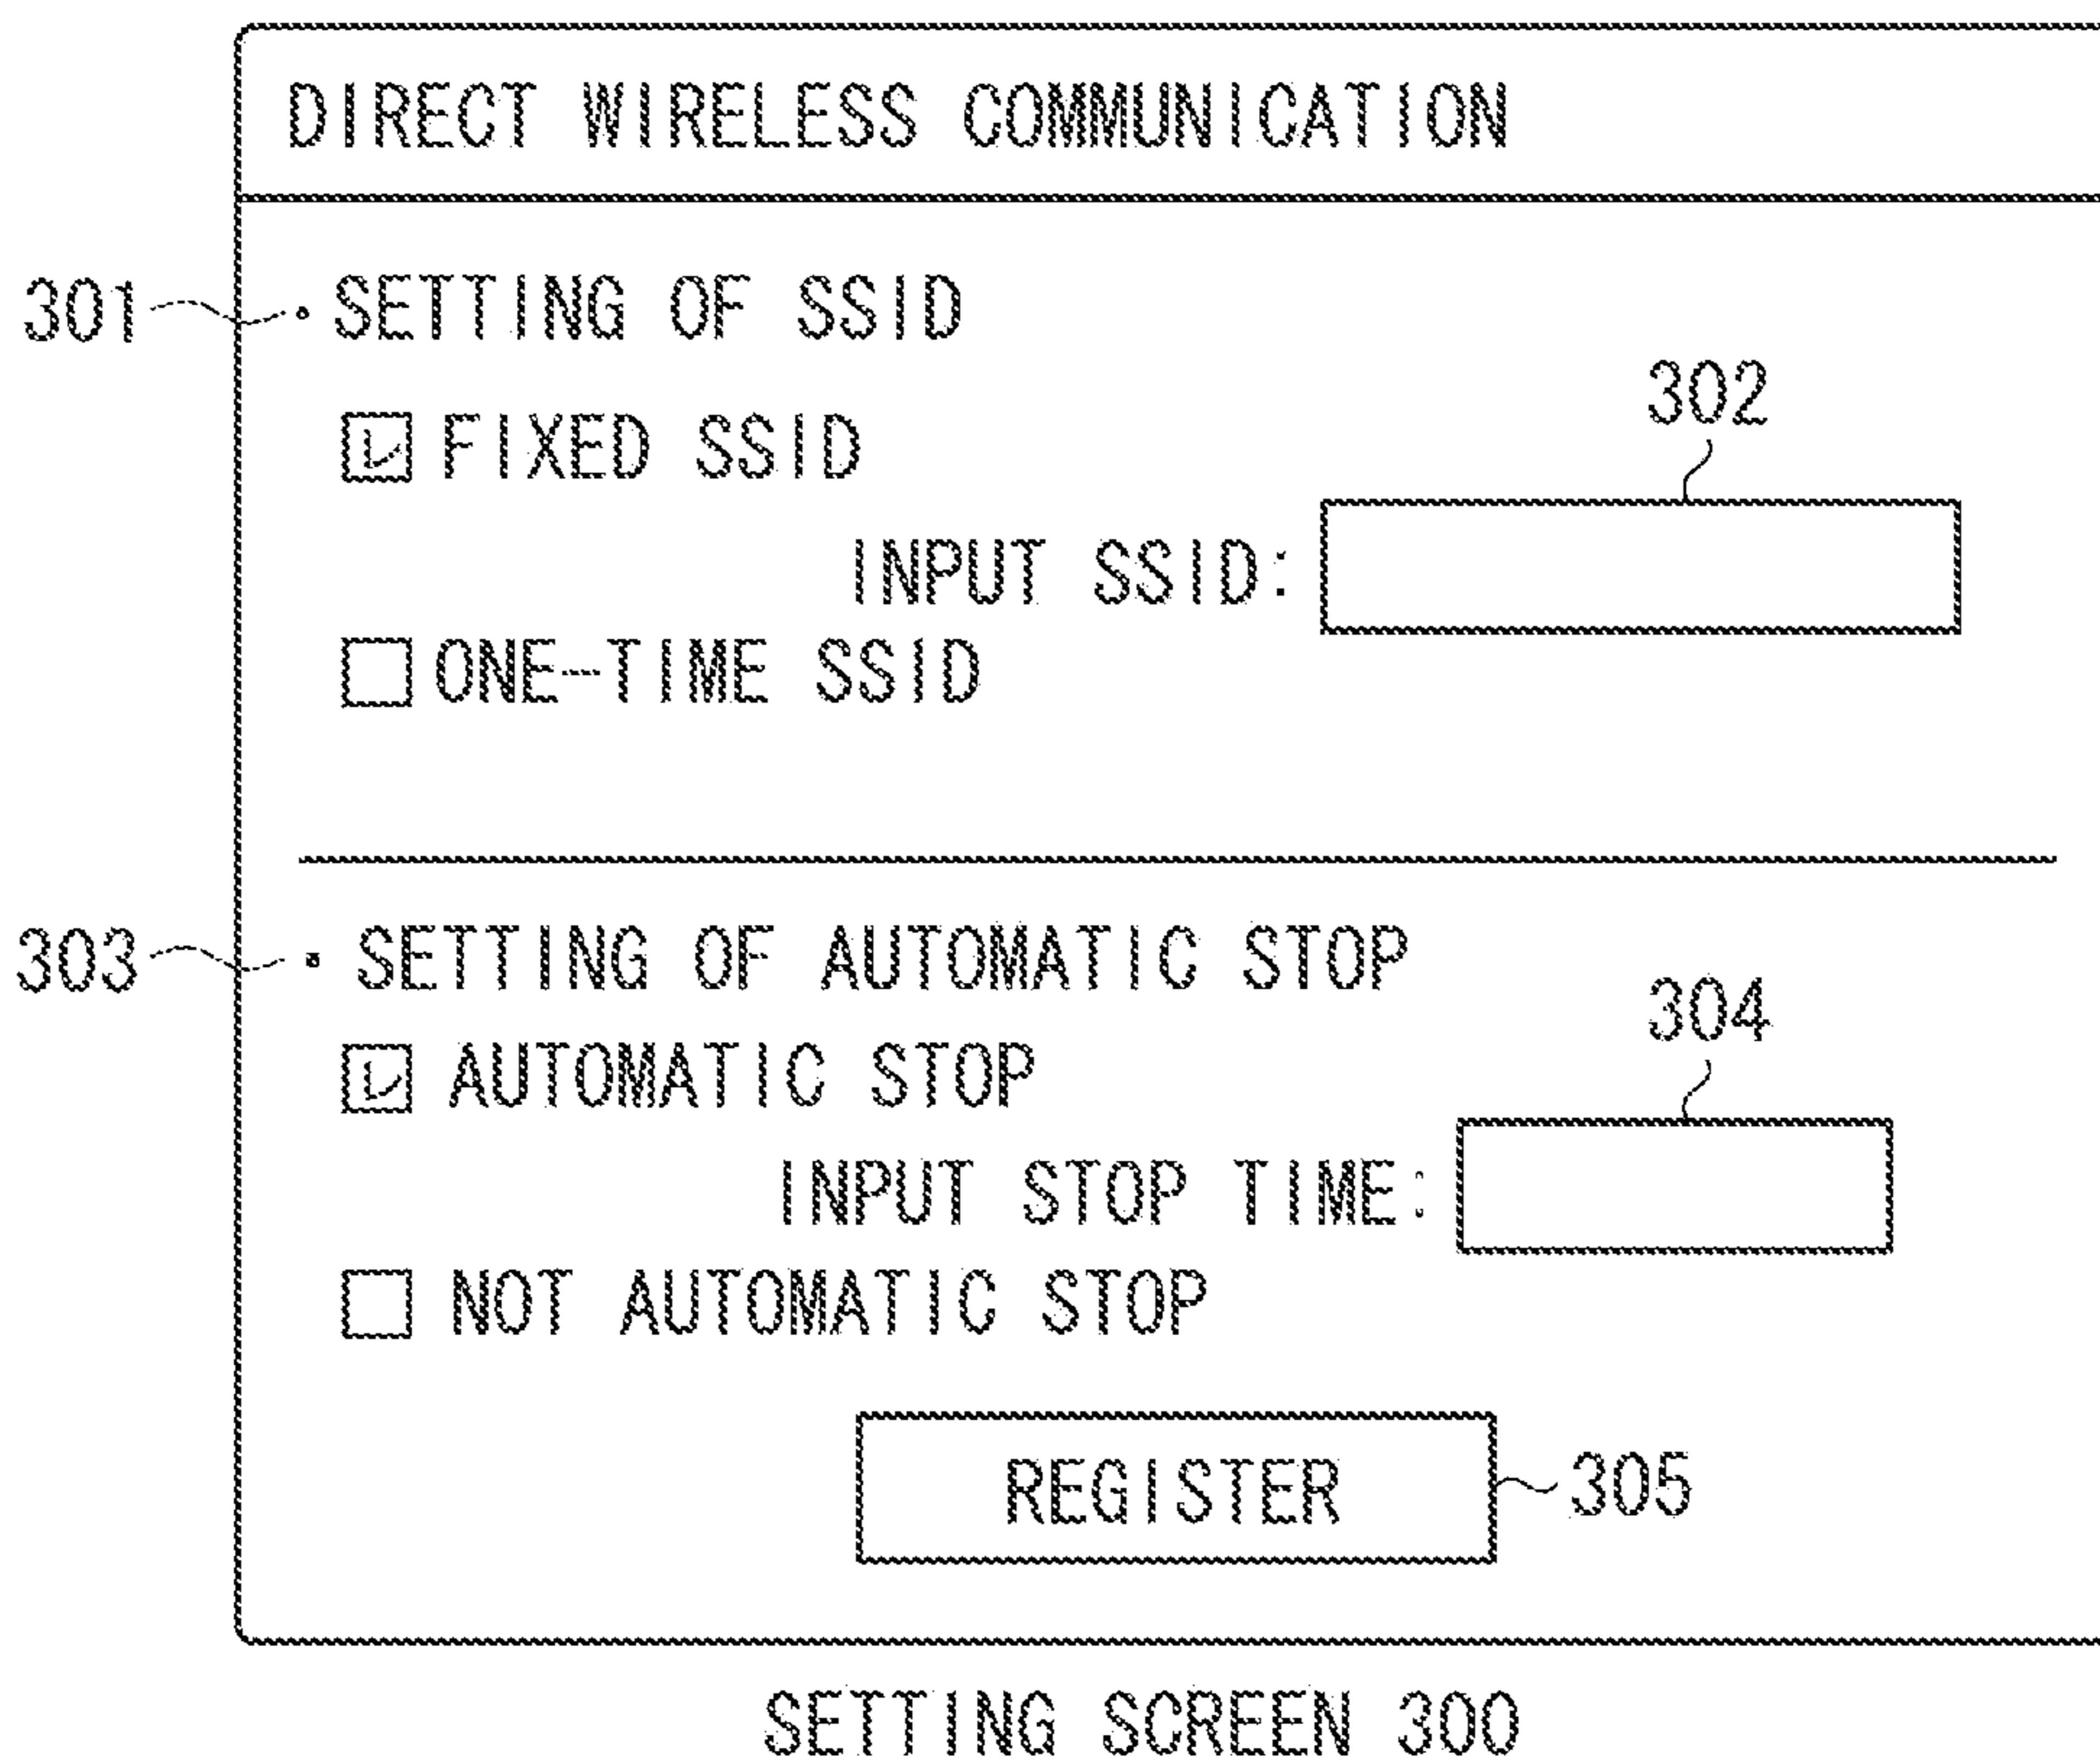 DIRECT WIRELESS COMMUNICATION
301 · SETTING OF SSID
FIXED SSID
302
INPUT SSID:
ONE-TIME SSID
303 · SETTING OF AUTOMATIC STOP
AUTOMATIC STOP
304
INPUT STOP TIME:
NOT AUTOMATIC STOP
REGISTER 305
SETTING SCREEN 300